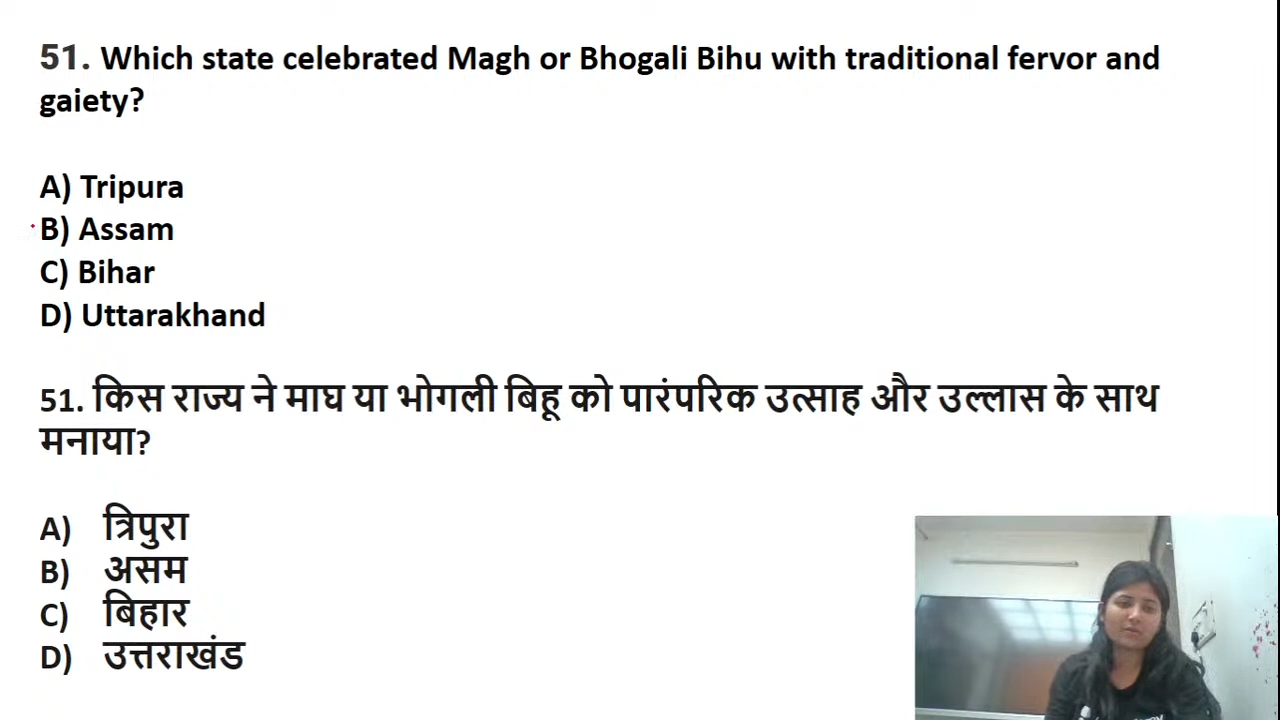 51. Which state celebrated Magh or Bhogali Bihu with traditional fervor and
gaiety?
A) Tripura
B) Assam
C) Bihar
D) Uttarakhand
51. किस राज्य ने माघ या भोगली बिहू को पारंपरिक उत्साह और उल्लास के साथ
मनाया?
A) त्रिपुरा
B) असम
C) बिहार
D) उत्तराखंड